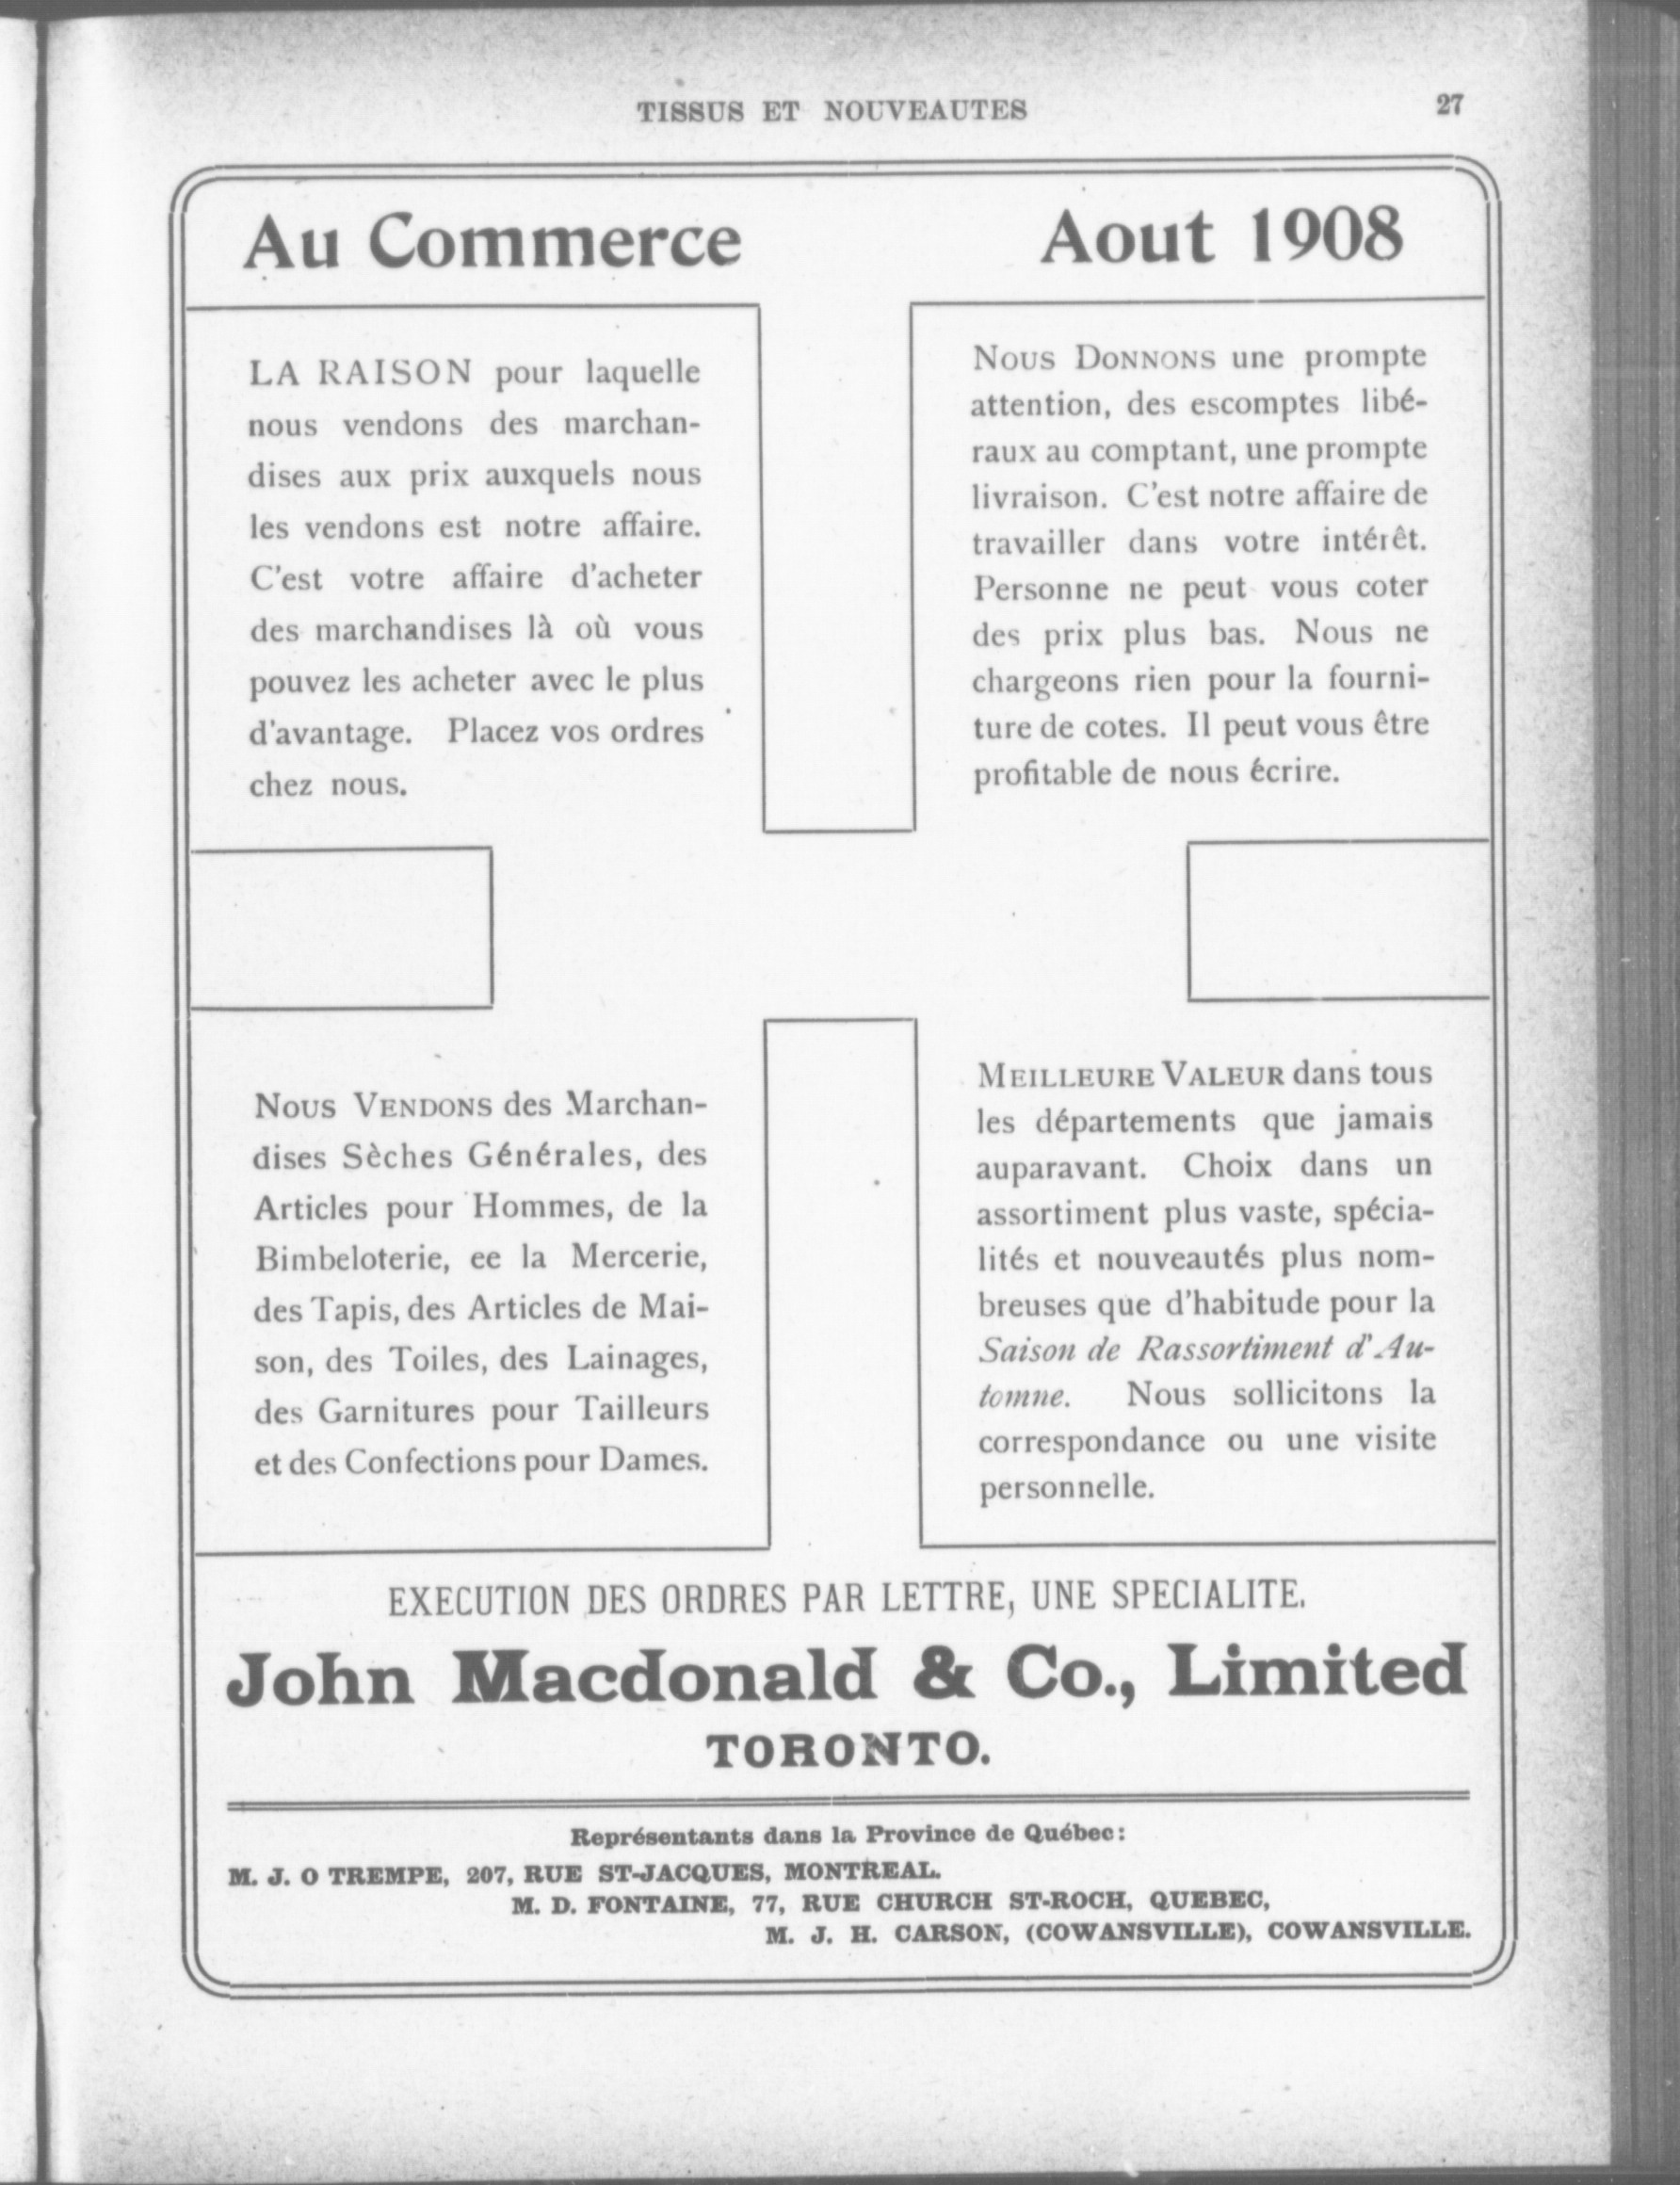 TISSUS ET NOUVEAUTES
27
Au Commerce
Aout 1908
LA RAISON pour laquelle
nous vendons des marchan-
dises aux prix auxquels nous
les vendons est notre affaire.
C'est votre affaire d'acheter
des marchandises là où vous
pouvez les acheter avec le plus
d'avantage. Placez vos ordres
chez nous.
NOUS DONNONS une prompte
attention, des escomptes libé-
raux au comptant, une prompte
livraison. C'est notre affaire de
travailler dans votre intérêt.
Personne ne peut vous coter
des prix plus bas. Nous ne
chargeons rien pour la fourni-
ture de cotes. Il peut vous être
profitable de nous écrire.
NOUS VENDONS des Marchan-
dises Sèches Générales, des
Articles pour Hommes, de la
Bimbeloterie, ee la Mercerie,
des Tapis, des Articles de Mai-
son, des Toiles, des Lainages,
des Garnitures pour Tailleurs
et des Confections pour Dames.
MEILLEURE VALEUR dans tous
les départements que jamais
auparavant. Choix dans un
assortiment plus vaste, spécia-
lités et nouveautés plus nom-
breuses que d'habitude pour la
Saison de Rassortiment d'Au-
tomne. Nous sollicitons la
correspondance ou une visite
personnelle.
EXECUTION DES ORDRES PAR LETTRE, UNE SPECIALITE.
John Macdonald & Co., Limited
TORONTO.
Représentants dans la Province de Québec:
M. J. O TREMPE, 207, RUE ST-JACQUES, MONTREAL.
M. D. FONTAINE, 77, RUE CHURCH ST-ROCH, QUEBEC,
M. J. H. CARSON, (COWANSVILLE), COWANSVILLE.